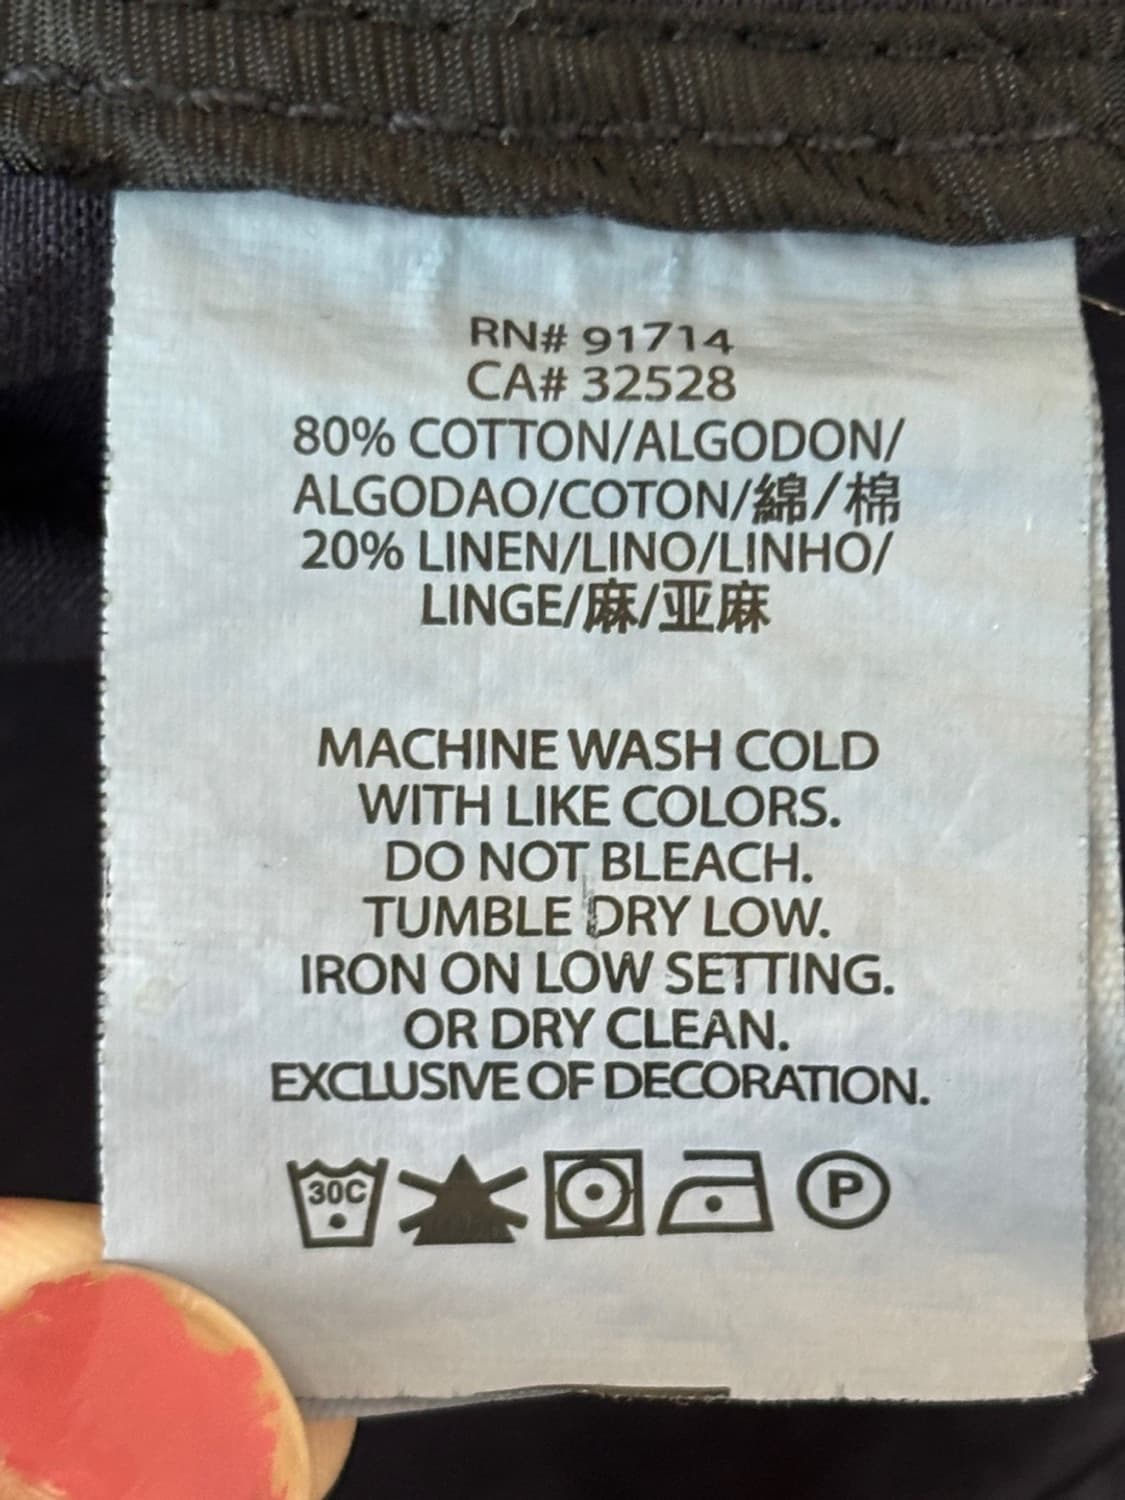 RN# 91714
CA# 32528
80% COTTON/ALGODON/
ALGODAO/COTON/綿/棉
20% LINEN/LINO/LINHO/
LINGE/麻/亚麻
MACHINE WASH COLD
WITH LIKE COLORS.
DO NOT BLEACH.
TUMBLE DRY LOW.
IRON ON LOW SETTING.
OR DRY CLEAN.
EXCLUSIVE OF DECORATION.
30C P